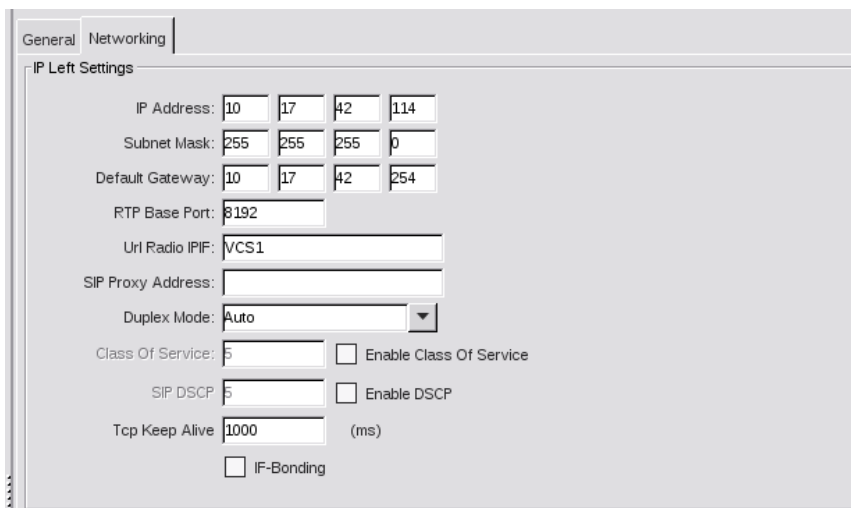 General Networking
IP Left Settings
IP Address: 10 17 42 114
Subnet Mask: 255 255 255 0
Default Gateway: 10 17 42 254
RTP Base Port: 8192
Url Radio IPIF: VCS1
SIP Proxy Address:
Duplex Mode: Auto
Class Of Service: 5 Enable Class Of Service
SIP DSCP 5 Enable DSCP
Tcp Keep Alive 1000 (ms)
IF-Bonding